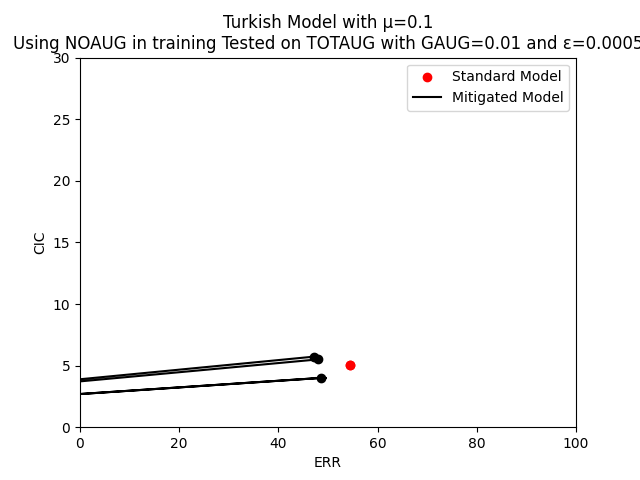 Turkish Model with μ=0.1
Using NOAUG in training Tested on TOTAUG with GAUG=0.01 and ε=0.0005
Standard Model
Mitigated Model
30
25
20
15
10
5
0
CIC
0 20 40 60 80 100
ERR